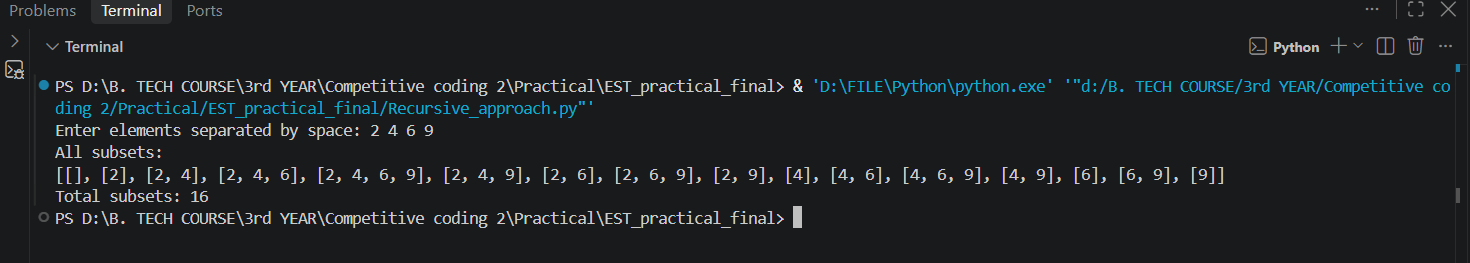 Problems Terminal Ports
Terminal Python
PS D:\B. TECH COURSE\3rd YEAR\Competitive coding 2\Practical\EST_practical_final> & 'D:\FILE\Python\python.exe' '"d:/B. TECH COURSE/3rd YEAR/Competitive co
ding 2/Practical/EST_practical_final/Recursive_approach.py"'
Enter elements separated by space: 2 4 6 9
All subsets:
[[], [2], [2, 4], [2, 4, 6], [2, 4, 6, 9], [2, 4, 9], [2, 6], [2, 6, 9], [2, 9], [4], [4, 6], [4, 6, 9], [4, 9], [6], [6, 9], [9]]
Total subsets: 16
PS D:\B. TECH COURSE\3rd YEAR\Competitive coding 2\Practical\EST_practical_final>